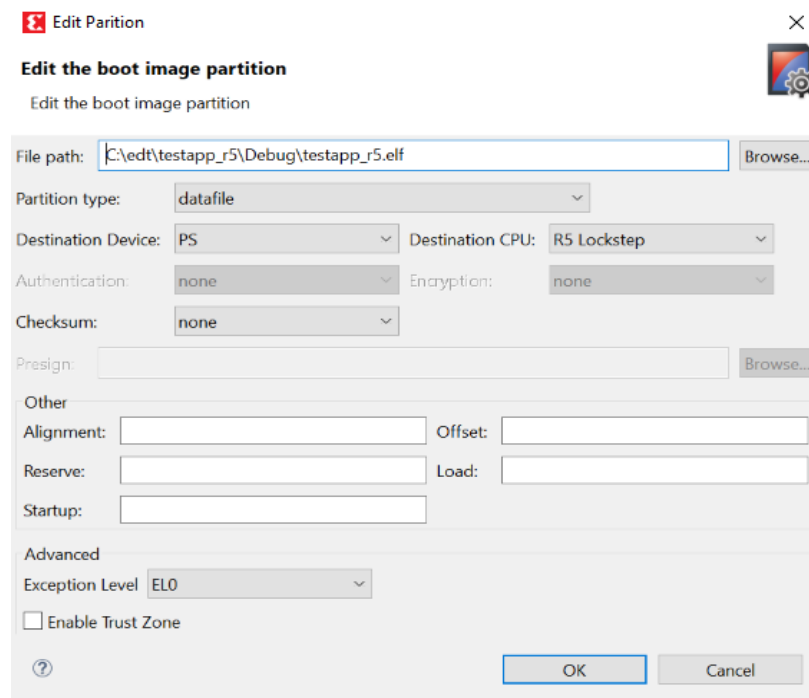 Edit Parition
Edit the boot image partition
Edit the boot image partition
File path: C:\edt\testapp_r5\Debug\testapp_r5.elf Browse...
Partition type: datafile
Destination Device: PS Destination CPU: R5 Lockstep
Authentication: none Encryption: none
Checksum: none
Presign: Browse...
Other
Alignment: Offset:
Reserve: Load:
Startup:
Advanced
Exception Level EL0
Enable Trust Zone
? OK Cancel